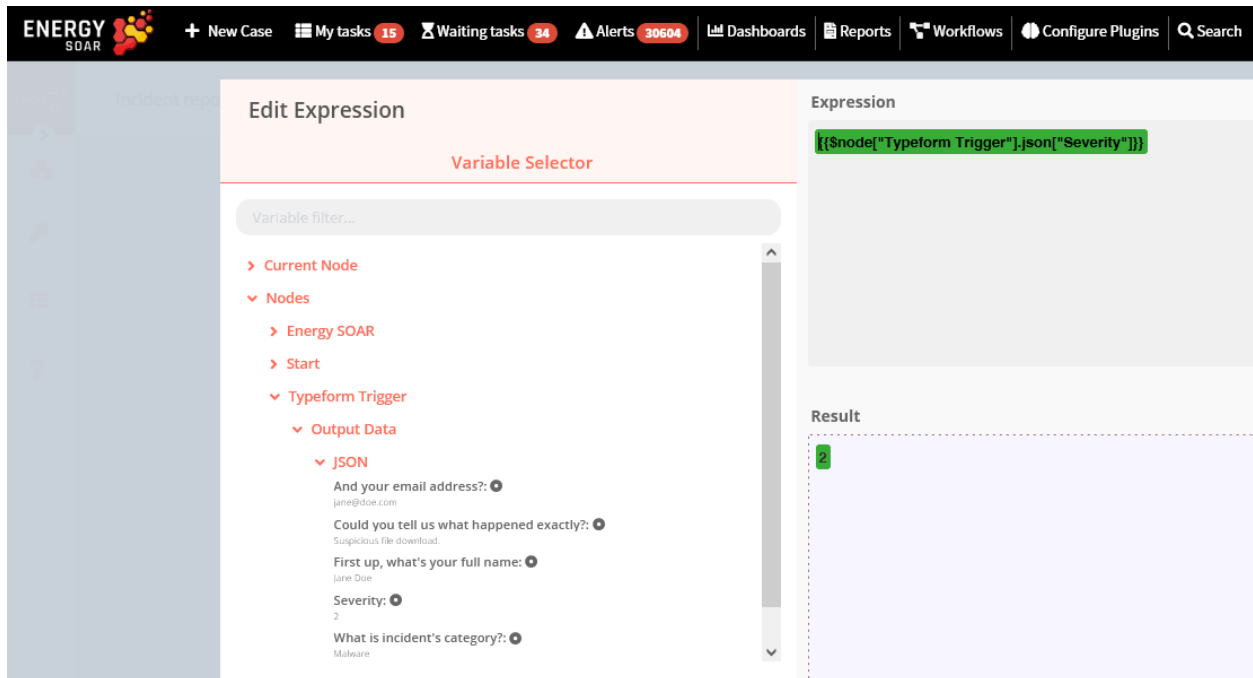 ENERGY
SOAR
New Case
My tasks 15
Waiting tasks 34
Alerts 30604
Dashboards
Reports
Workflows
Configure Plugins
Search
Incident repo
Edit Expression
Variable Selector
Variable filter...
Current Node
Nodes
Energy SOAR
Start
Typeform Trigger
Output Data
JSON
And your email address?:
jane@doe.com
Could you tell us what happened exactly?:
Suspicious file download.
First up, what's your full name:
Jane Doe
Severity:
2
What is incident's category?:
Malware
Expression
{{$node["Typeform Trigger"].json["Severity"]}}
Result
2